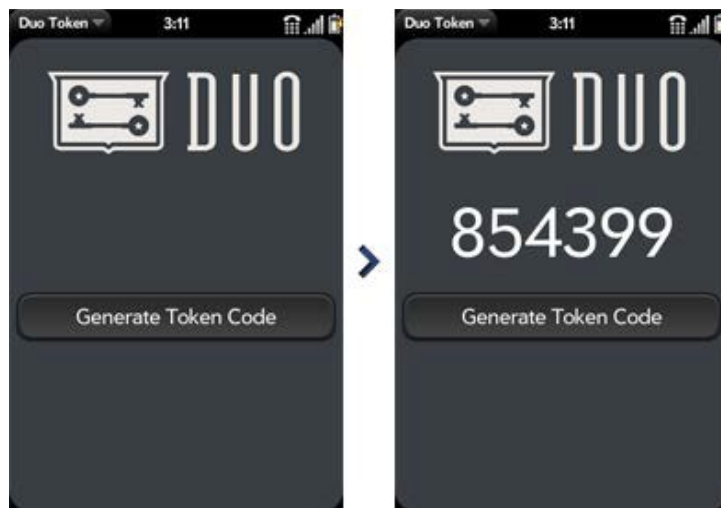 Duo Token 3:11
DUO
Generate Token Code
Duo Token 3:11
DUO
854399
Generate Token Code